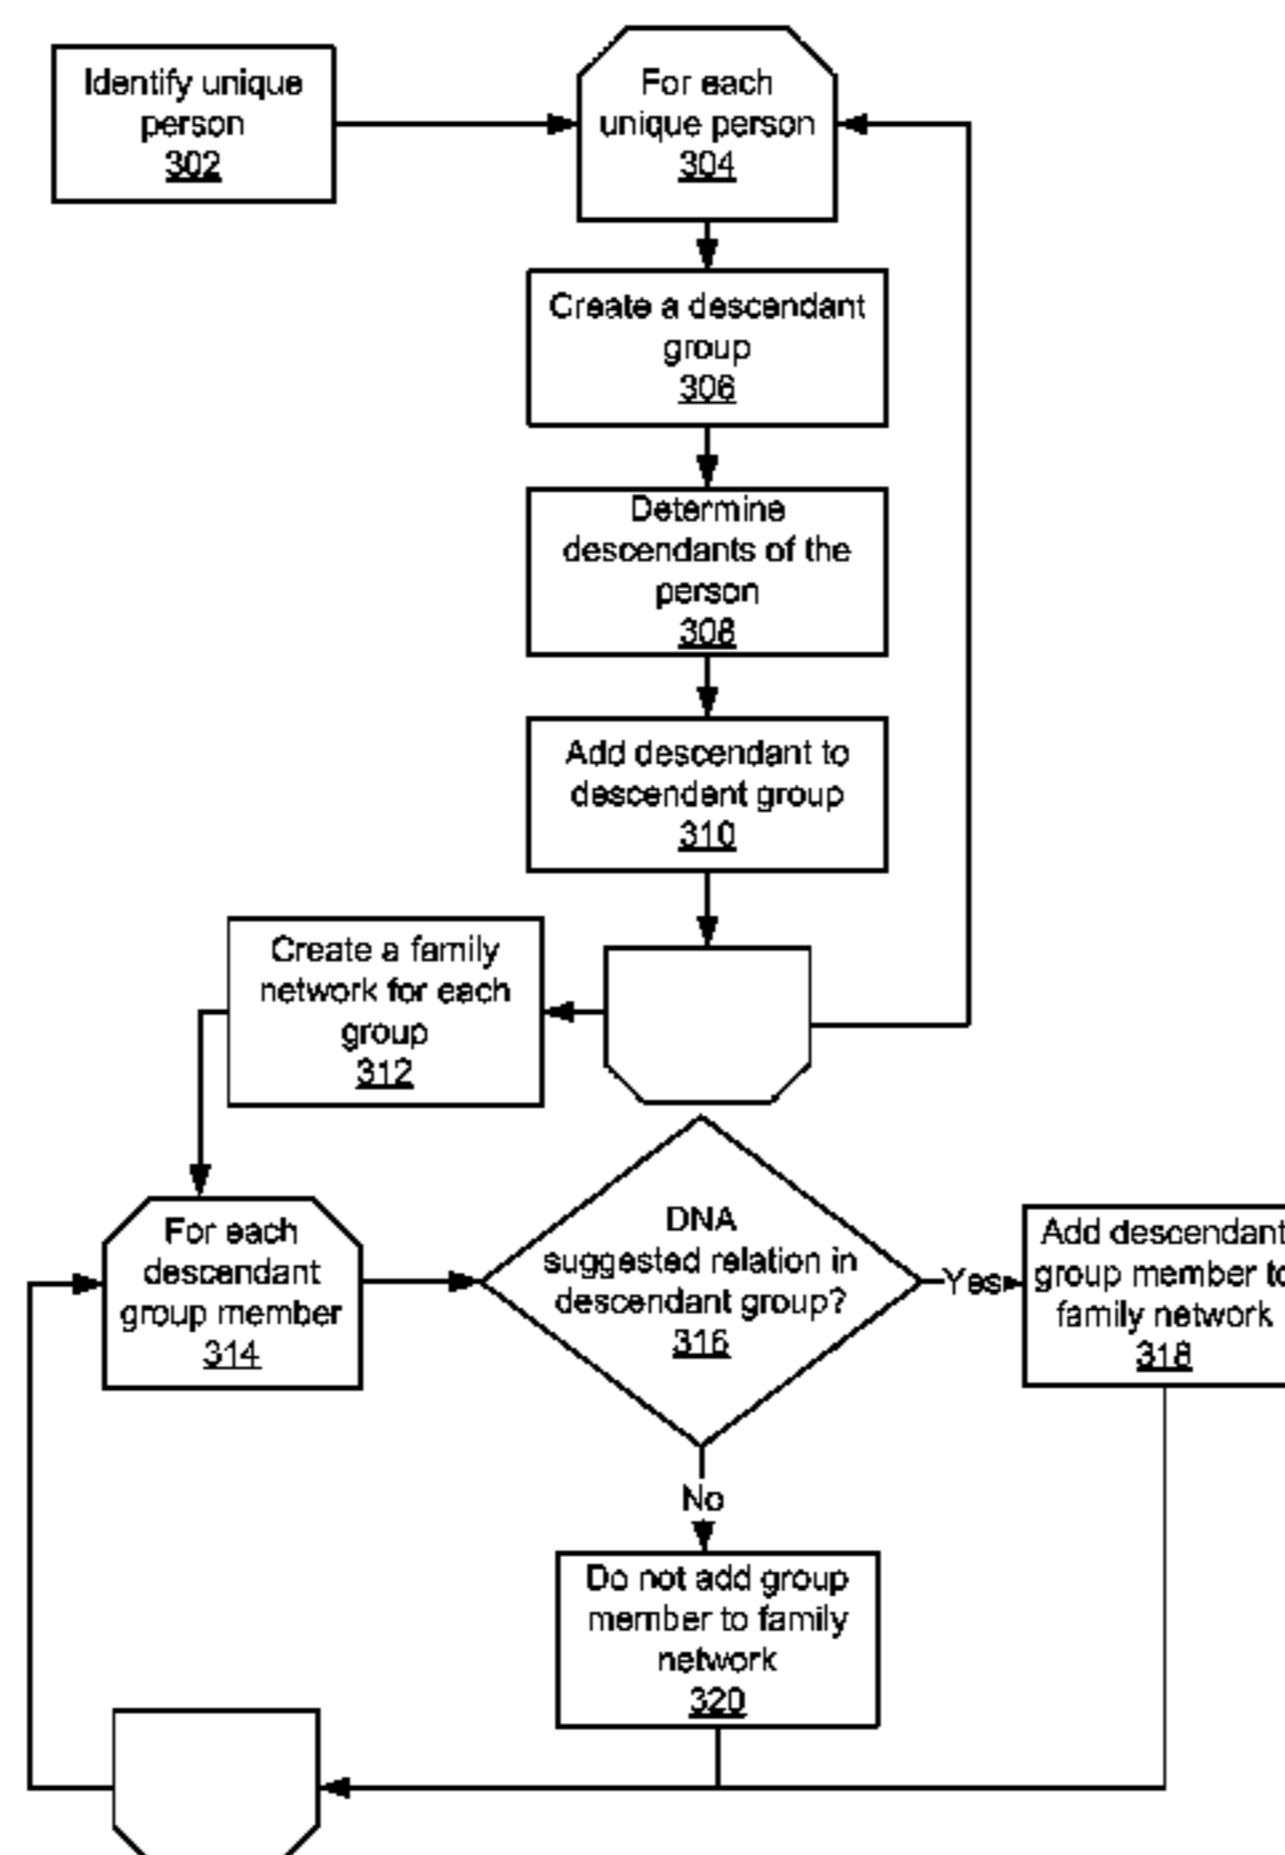 Identify unique
person
302
For each
unique person
304
Create a descendant
group
306
Determine
descendants of the
person
308
Add descendant to
descendent group
310
Create a family
network for each
group
312
For each
descendant
group member
314
DNA
suggested relation in
descendant group?
316
Yes
Add descendant
group member to
family network
318
No
Do not add group
member to family
network
320